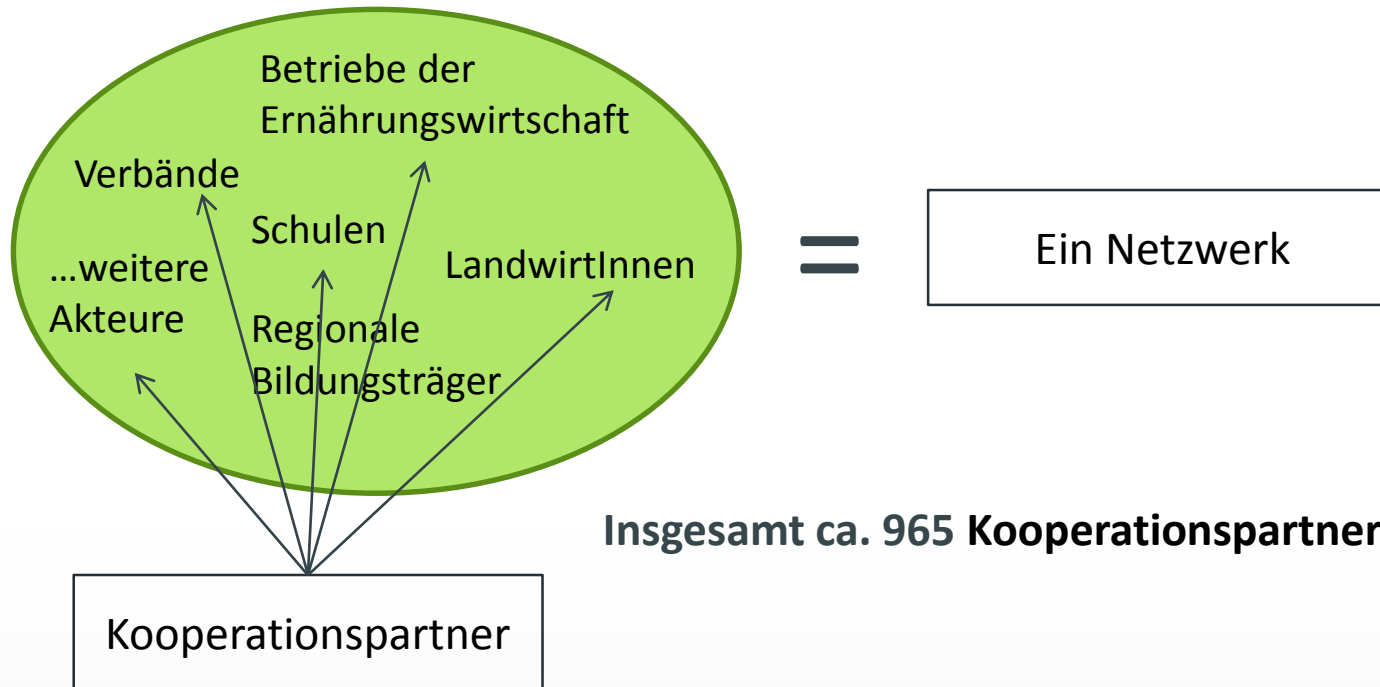 Betriebe der
Ernährungswirtschaft
Verbände
Schulen
...weitere
Akteure
LandwirtInnen
Regionale
Bildungsträger
=
Ein Netzwerk
Insgesamt ca. 965 Kooperationspartner
Kooperationspartner